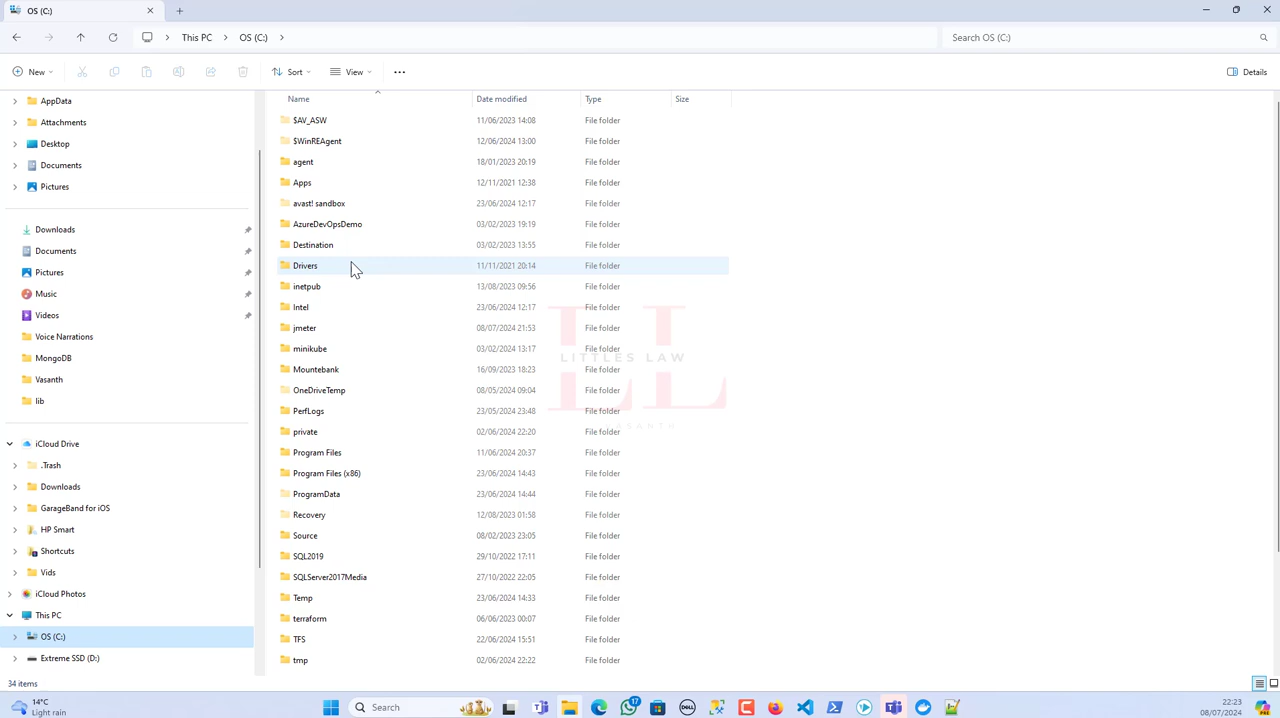 OS (C:)
This PC
OS (C:)
Search OS (C:)
New
Sort
View
Details
AppData
Attachments
Desktop
Documents
Pictures
Downloads
Documents
Pictures
Music
Videos
Voice Narrations
MongoDB
Vasanth
lib
iCloud Drive
.Trash
Downloads
GarageBand for iOS
HP Smart
Shortcuts
Vids
iCloud Photos
This PC
OS (C:)
Extreme SSD (D:)
Name Date modified Type Size
$AV_ASW 11/06/2023 14:08 File folder
$WinREAgent 12/06/2024 13:00 File folder
agent 18/01/2023 20:19 File folder
Apps 12/11/2021 12:38 File folder
avast! sandbox 23/06/2024 12:17 File folder
AzureDevOpsDemo 03/02/2023 19:19 File folder
Destination 03/02/2023 13:55 File folder
Drivers 11/11/2021 20:14 File folder
inetpub 13/08/2023 09:56 File folder
Intel 23/06/2024 12:17 File folder
jmeter 08/07/2024 21:53 File folder
minikube 03/02/2023 13:17 File folder
Mountebank 16/09/2023 18:23 File folder
OneDriveTemp 08/05/2024 09:04 File folder
PerfLogs 23/05/2024 23:48 File folder
private 02/06/2024 22:20 File folder
Program Files 11/06/2024 20:37 File folder
Program Files (x86) 23/06/2024 14:43 File folder
ProgramData 23/06/2024 14:44 File folder
Recovery 12/08/2023 01:58 File folder
Source 08/02/2023 23:05 File folder
SQL2019 29/10/2022 17:11 File folder
SQLServer2017Media 27/10/2022 22:05 File folder
Temp 23/06/2024 14:33 File folder
terraform 06/06/2023 00:07 File folder
TFS 22/06/2024 15:51 File folder
tmp 02/06/2024 22:22 File folder
LL
LITTLES LAW
34 items
14°C
Light rain
Search
17
DELL
22:23
08/07/2024